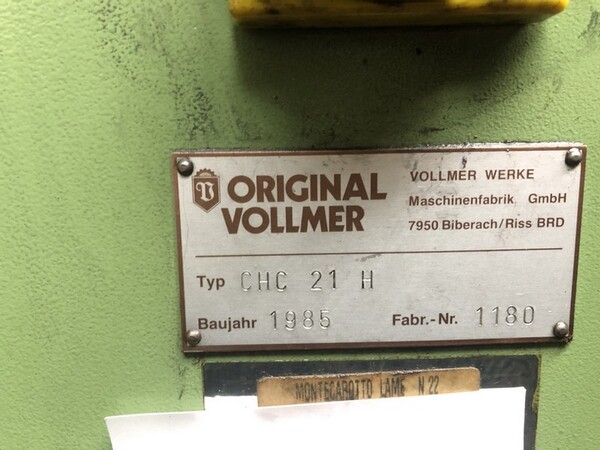 ORIGINAL
VOLLMER
VOLLMER WERKE
Maschinenfabrik GmbH
7950 Biberach/Riss BRD
Typ CHC 21 H
Baujahr 1985 Fabr.-Nr. 1180
MONTECAROTTO LAME N 22